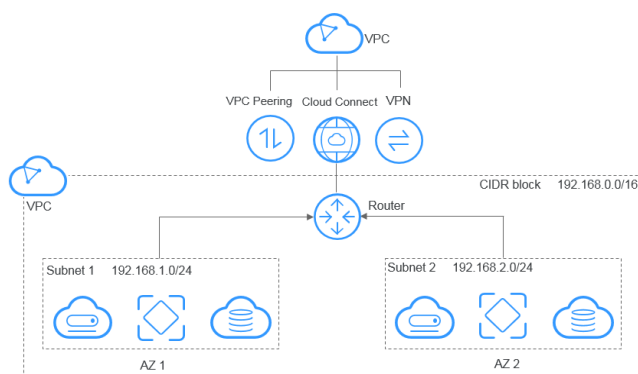 VPC
VPC Peering Cloud Connect VPN
CIDR block 192.168.0.0/16
VPC
Router
Subnet 1 192.168.1.0/24
Subnet 2 192.168.2.0/24
AZ 1
AZ 2